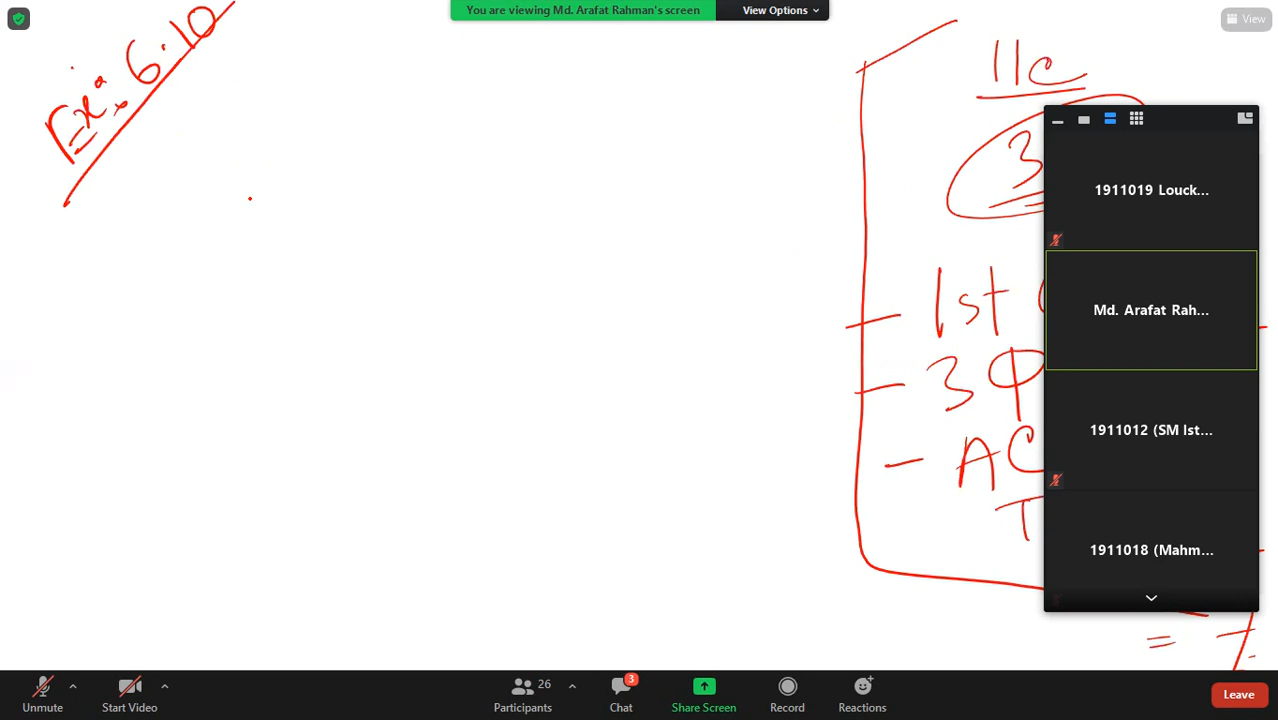 You are viewing Md. Arafat Rahman's screen
View Options
View
Ex: 6.10
11c
3
1st
3 Φ
AC
T
= 7
1911019 Louck...
Md. Arafat Rah...
1911012 (SM Ist...
1911018 (Mahm...
Unmute
Start Video
26
Participants
3
Chat
Share Screen
Record
Reactions
Leave